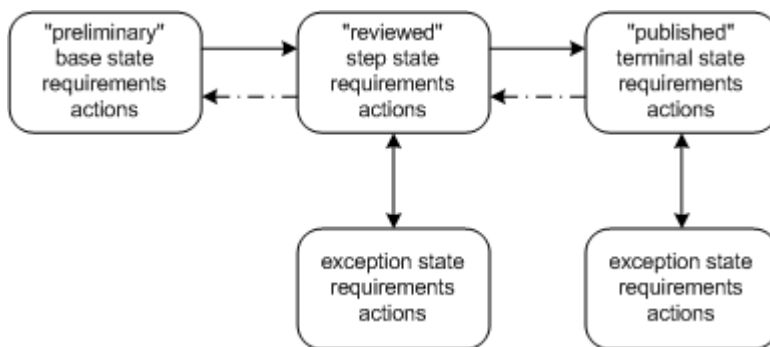 "preliminary"
base state
requirements
actions
"reviewed"
step state
requirements
actions
"published"
terminal state
requirements
actions
exception state
requirements
actions
exception state
requirements
actions